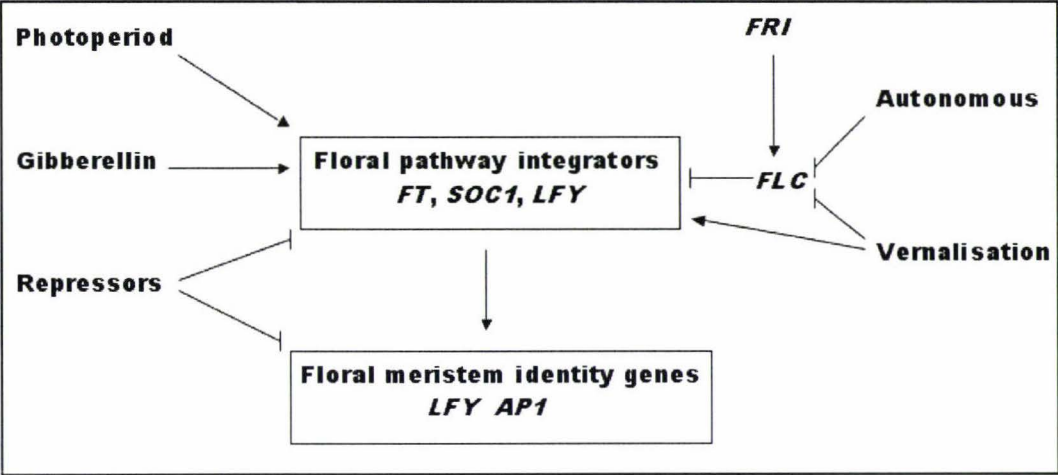 Photoperiod
FRI
Autonomous
Gibberellin
Floral pathway integrators
FT, SOC1, LFY
FLC
Vernalisation
Repressors
Floral meristem identity genes
LFY AP1